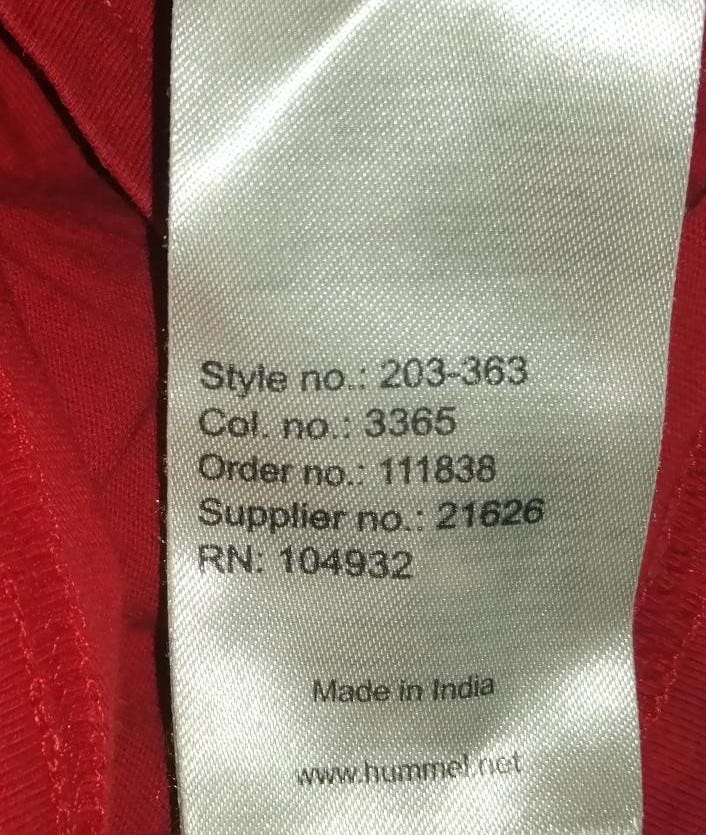 Style no.: 203-363
Col. no.: 3365
Order no.: 111838
Supplier no.: 21626
RN: 104932
Made in India
www.hummel.net